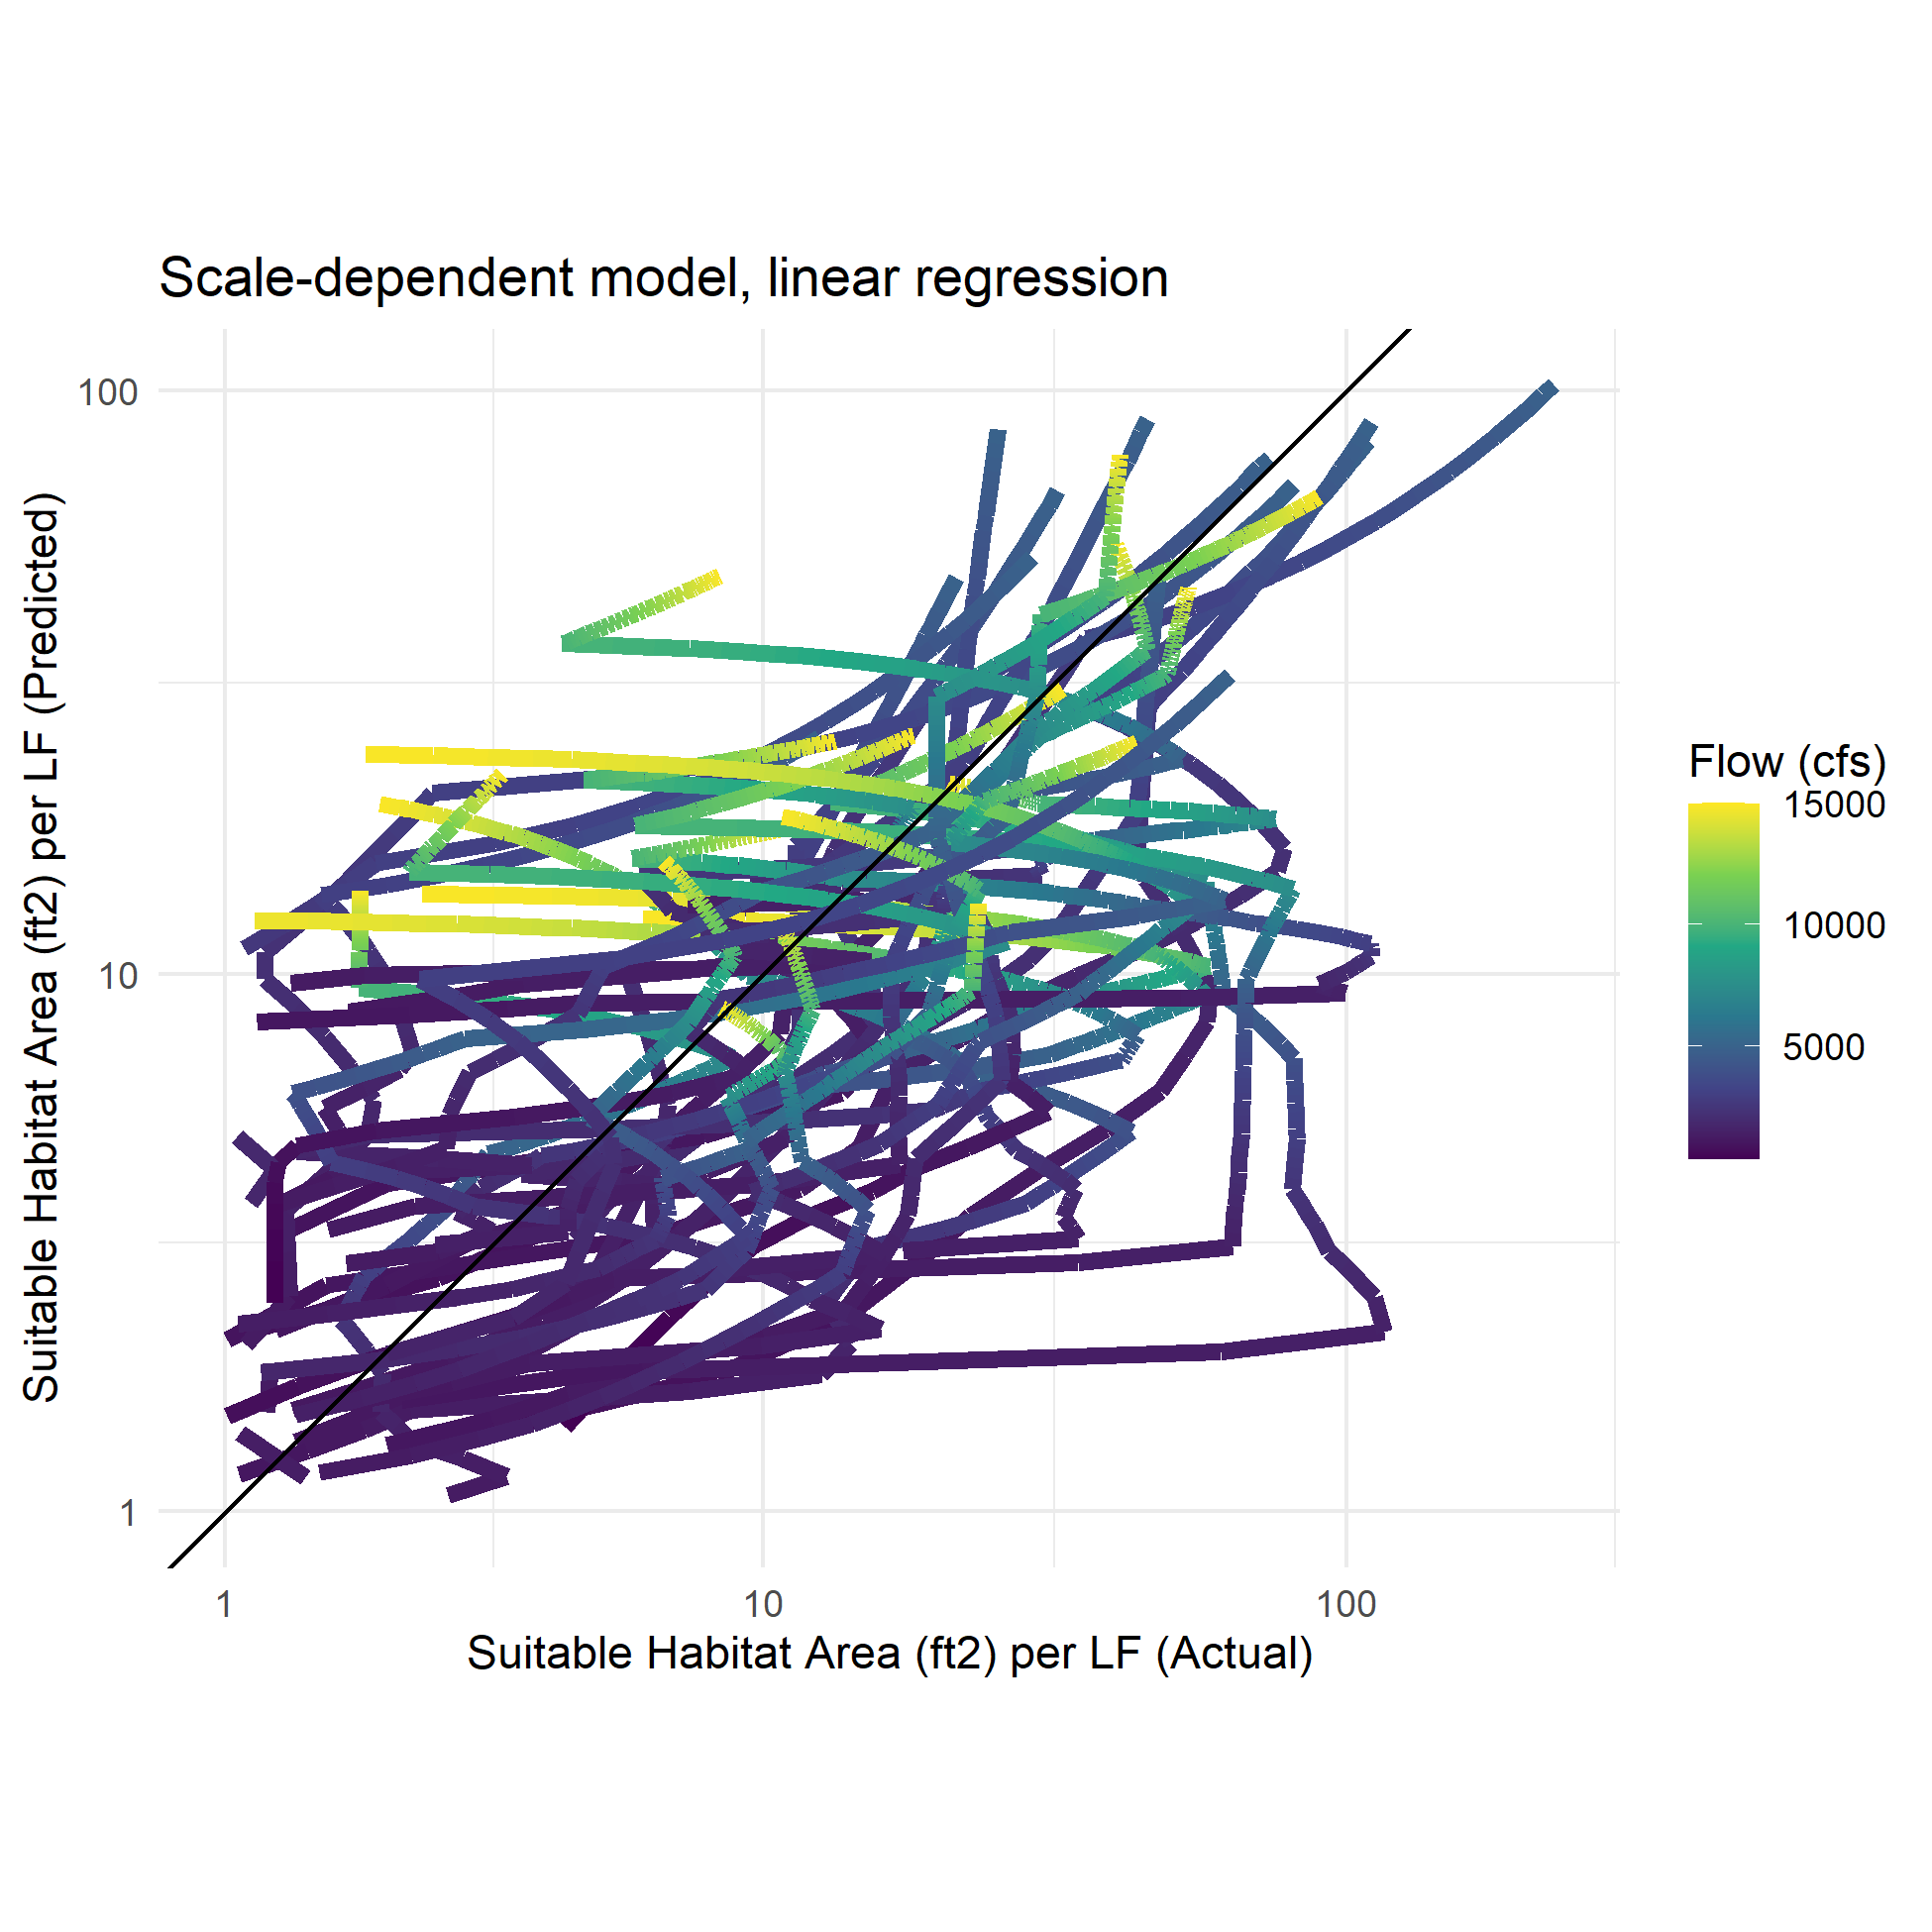 Scale-dependent model, linear regression
Suitable Habitat Area (ft2) per LF (Predicted)
100
10
1
1
10
100
Suitable Habitat Area (ft2) per LF (Actual)
Flow (cfs)
15000
10000
5000